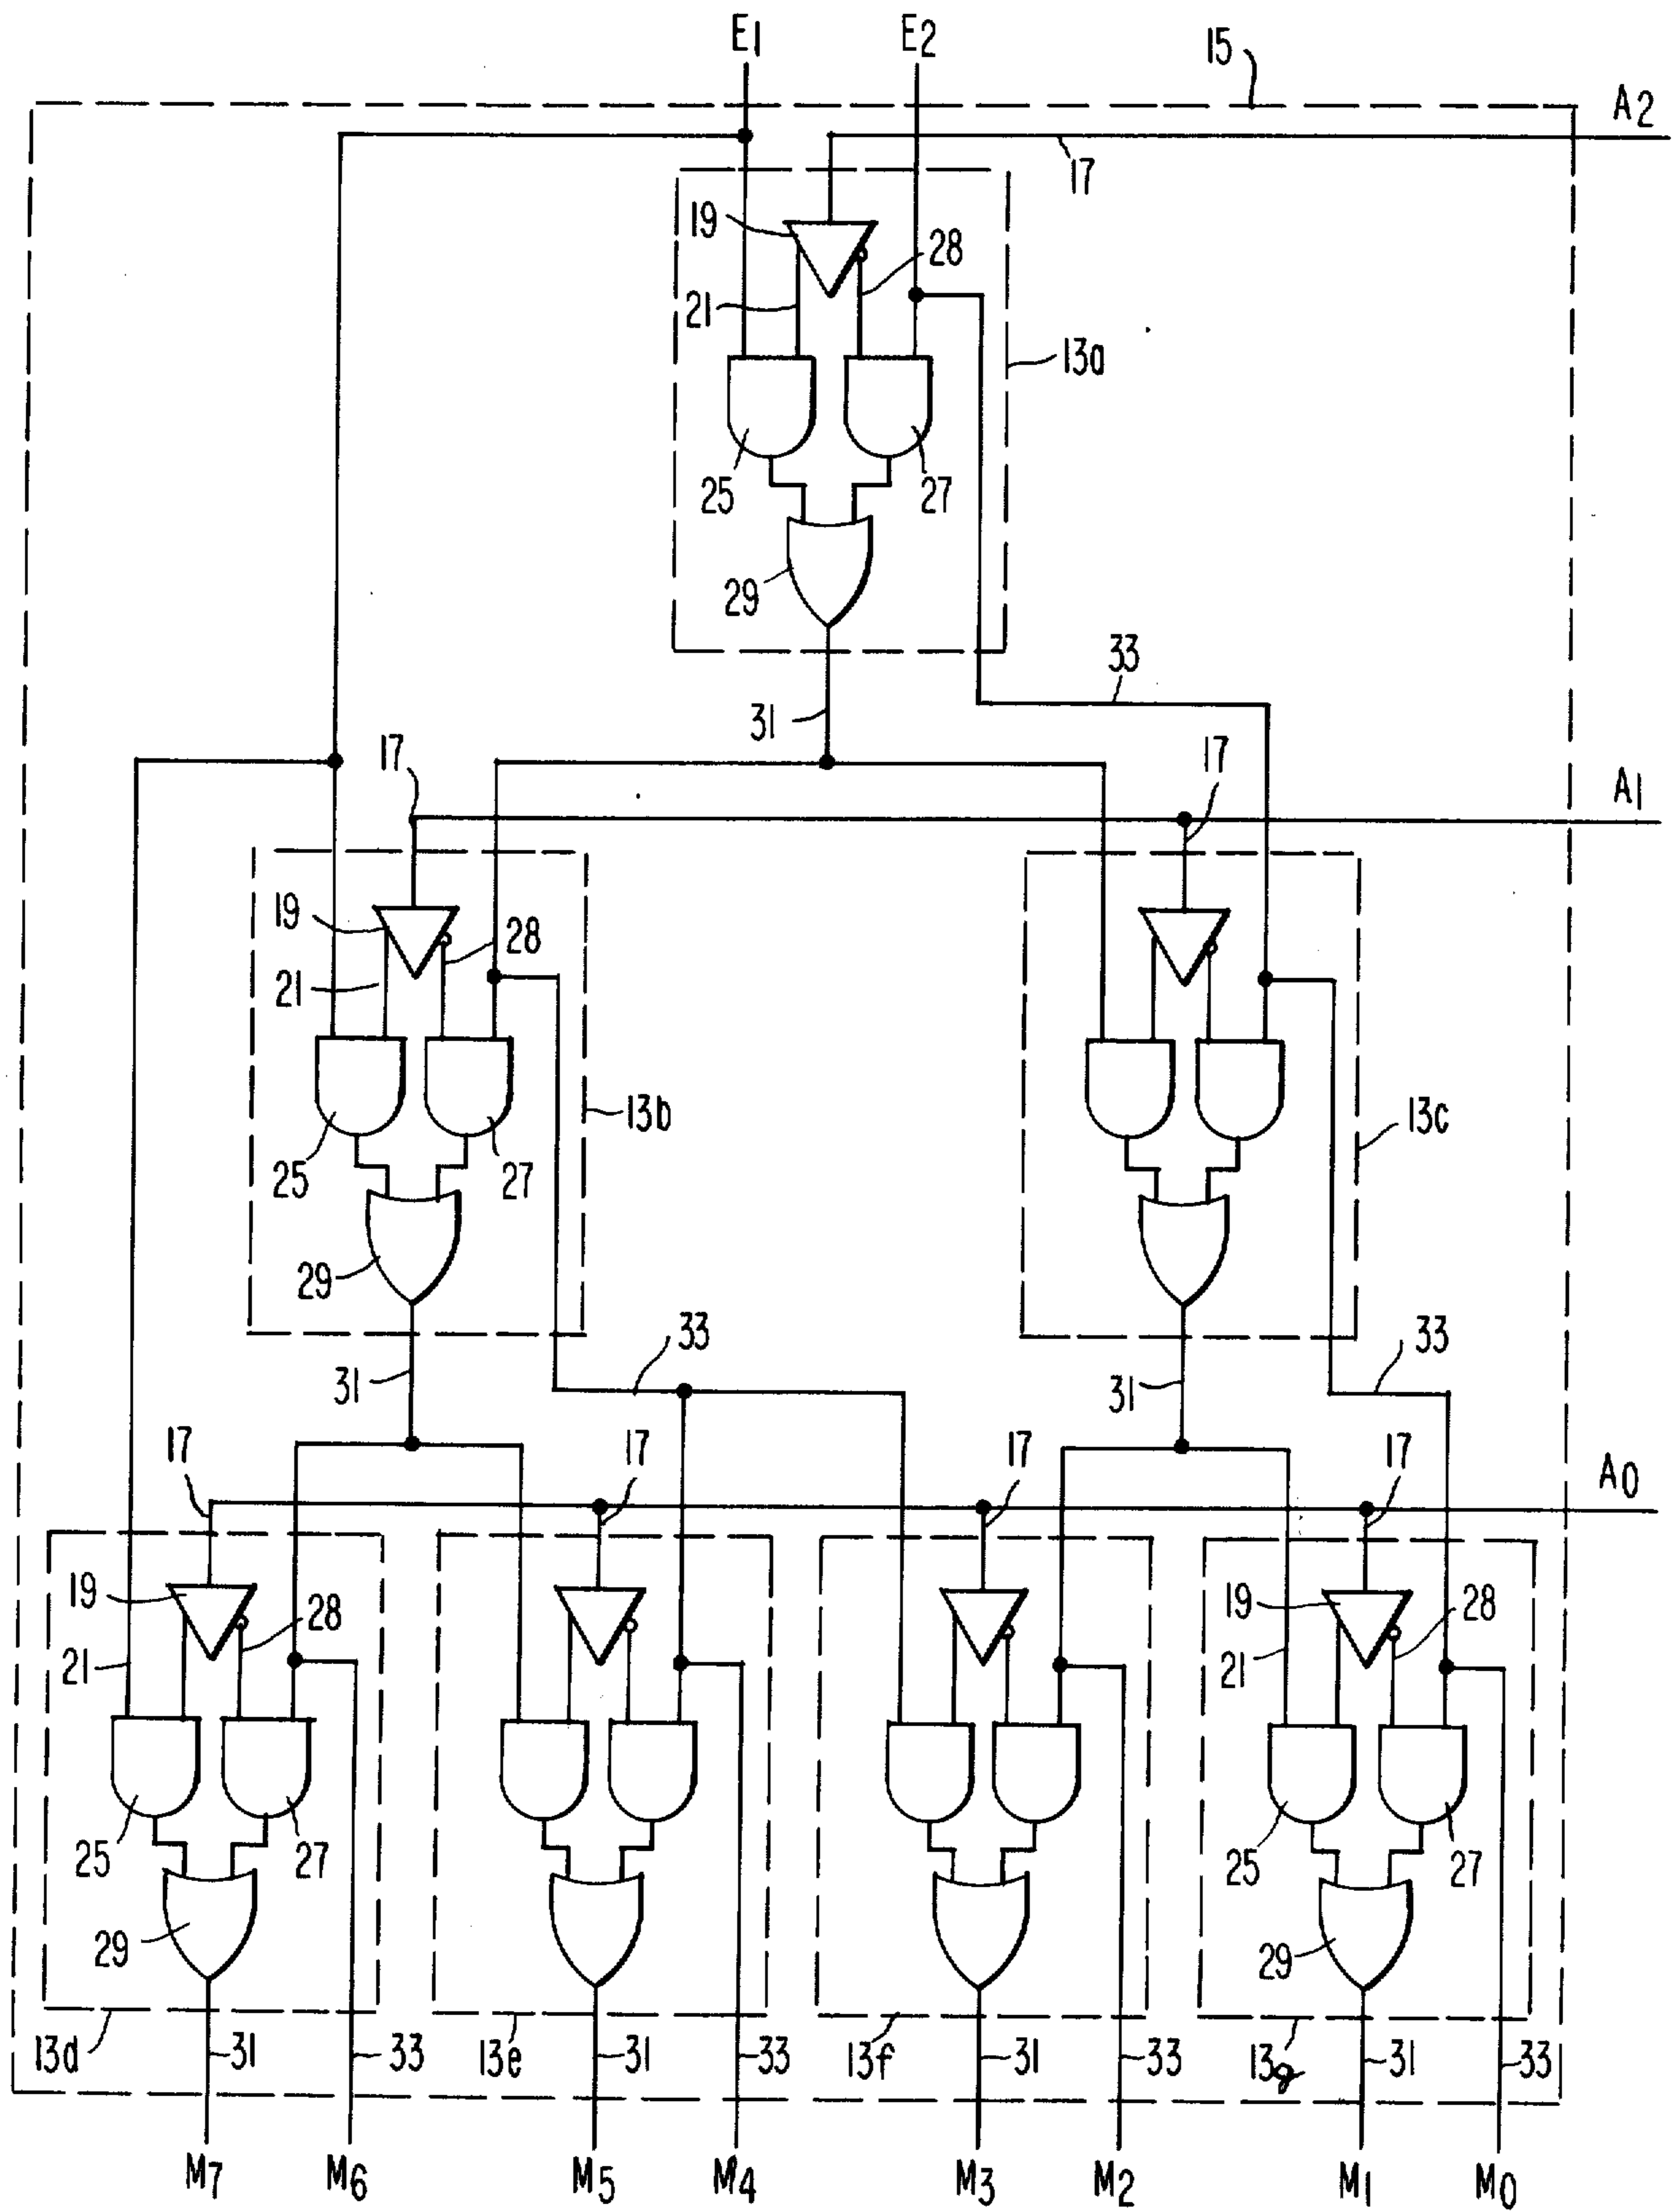 E1 E2 15
A2
17
19 28
21
13a
25 27
29
33
31
17 17 A1
19 28
21
13b 13c
25 27
29
33 33
31 31
17 17 17 17 A0
19 28 19 28
21 21
25 27 25 27
29 29
13d 31 33 13e 31 33 13f 31 33 13g 31 33
M7 M6 M5 M4 M3 M2 M1 M0